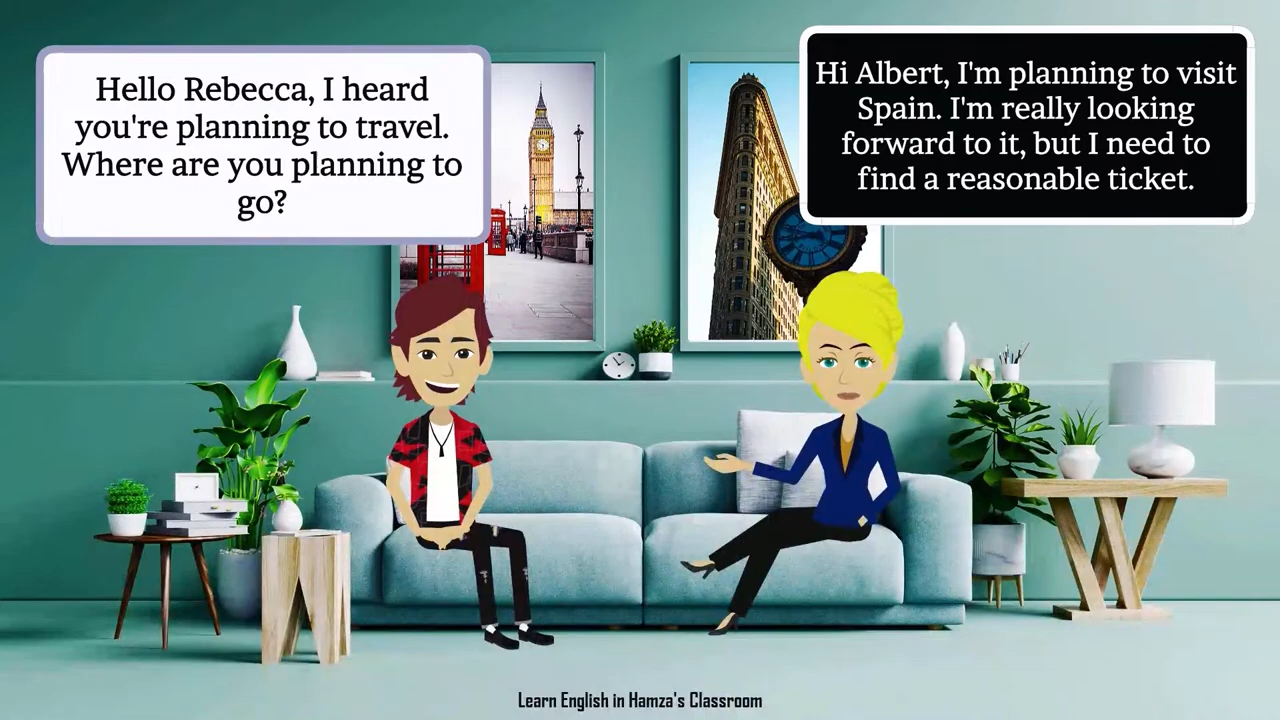 Hello Rebecca, I heard
you're planning to travel.
Where are you planning to
go?
Hi Albert, I'm planning to visit
Spain. I'm really looking
forward to it, but I need to
find a reasonable ticket.
Learn English in Hamza's Classroom